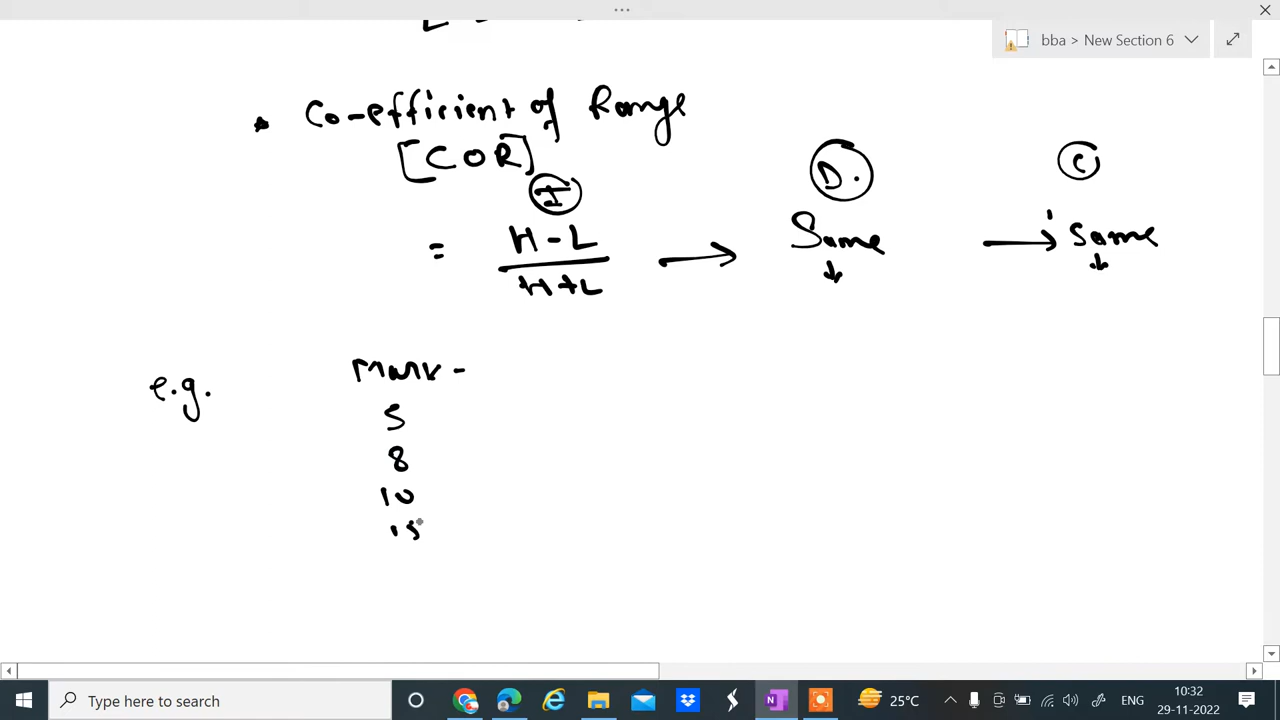 bba > New Section 6
• Co-efficient of Range
[COR]
I D. C
= H-L / H+L → Same → Same
e.g. Mark -
5
8
10
15
Type here to search
25°C
ENG
10:32
29-11-2022